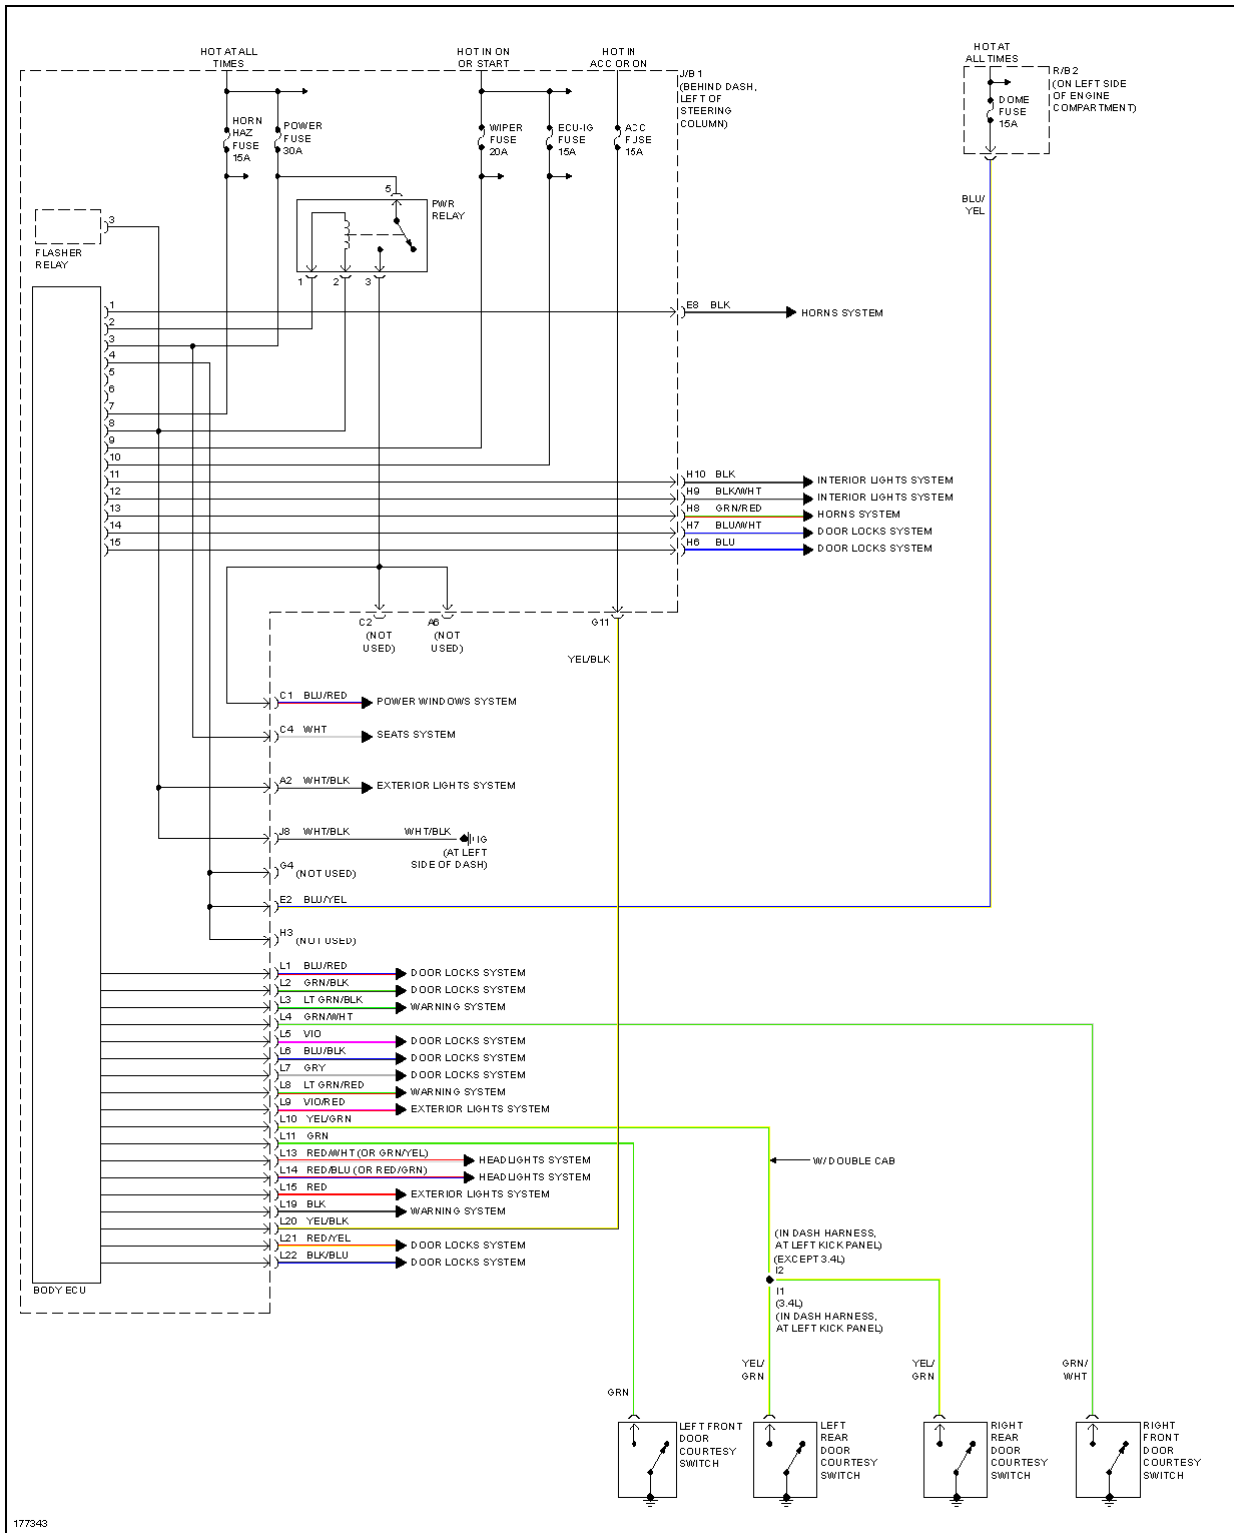 HOT AT ALL
TIMES
HOT IN ON
OR START
HOT IN
ACC OR ON
HOT AT
ALL TIMES
J/B 1
(BEHIND DASH,
LEFT OF
STEERING
COLUMN)
R/B 2
(ON LEFT SIDE
OF ENGINE
COMPARTMENT)
DOME
FUSE
15A
HORN
HAZ
FUSE
15A
POWER
FUSE
30A
WIPER
FUSE
20A
ECU-IG
FUSE
15A
ACC
FUSE
15A
BLU/
YEL
5
PWR
RELAY
3
FLASHER
RELAY
1
2
3
1
2
3
4
5
6
7
8
9
10
11
12
13
14
15
E8 BLK
HORNS SYSTEM
H10 BLK
INTERIOR LIGHTS SYSTEM
H9 BLK/WHT
INTERIOR LIGHTS SYSTEM
H8 GRN/RED
HORNS SYSTEM
H7 BLU/WHT
DOOR LOCKS SYSTEM
H6 BLU
DOOR LOCKS SYSTEM
C2
(NOT
USED)
A6
(NOT
USED)
G11
YEL/BLK
C1 BLU/RED
POWER WINDOWS SYSTEM
C4 WHT
SEATS SYSTEM
A2 WHT/BLK
EXTERIOR LIGHTS SYSTEM
J8 WHT/BLK
WHT/BLK
IG
(AT LEFT
SIDE OF DASH)
G4 (NOT USED)
E2 BLU/YEL
H3 (NOT USED)
L1 BLU/RED
DOOR LOCKS SYSTEM
L2 GRN/BLK
DOOR LOCKS SYSTEM
L3 LT GRN/BLK
WARNING SYSTEM
L4 GRN/WHT
L5 VIO
DOOR LOCKS SYSTEM
L6 BLU/BLK
DOOR LOCKS SYSTEM
L7 GRY
DOOR LOCKS SYSTEM
L8 LT GRN/RED
WARNING SYSTEM
L9 VIO/RED
EXTERIOR LIGHTS SYSTEM
L10 YEL/GRN
L11 GRN
L13 RED/WHT (OR GRN/YEL)
HEADLIGHTS SYSTEM
L14 RED/BLU (OR RED/GRN)
HEADLIGHTS SYSTEM
L15 RED
EXTERIOR LIGHTS SYSTEM
L19 BLK
WARNING SYSTEM
L20 YEL/BLK
L21 RED/YEL
DOOR LOCKS SYSTEM
L22 BLK/BLU
DOOR LOCKS SYSTEM
BODY ECU
W/ DOUBLE CAB
(IN DASH HARNESS,
AT LEFT KICK PANEL)
(EXCEPT 3.4L)
I2
I1
(3.4L)
(IN DASH HARNESS,
AT LEFT KICK PANEL)
GRN
YEL/
GRN
YEL/
GRN
GRN/
WHT
LEFT FRONT
DOOR
COURTESY
SWITCH
LEFT
REAR
DOOR
COURTESY
SWITCH
RIGHT
REAR
DOOR
COURTESY
SWITCH
RIGHT
FRONT
DOOR
COURTESY
SWITCH
177343